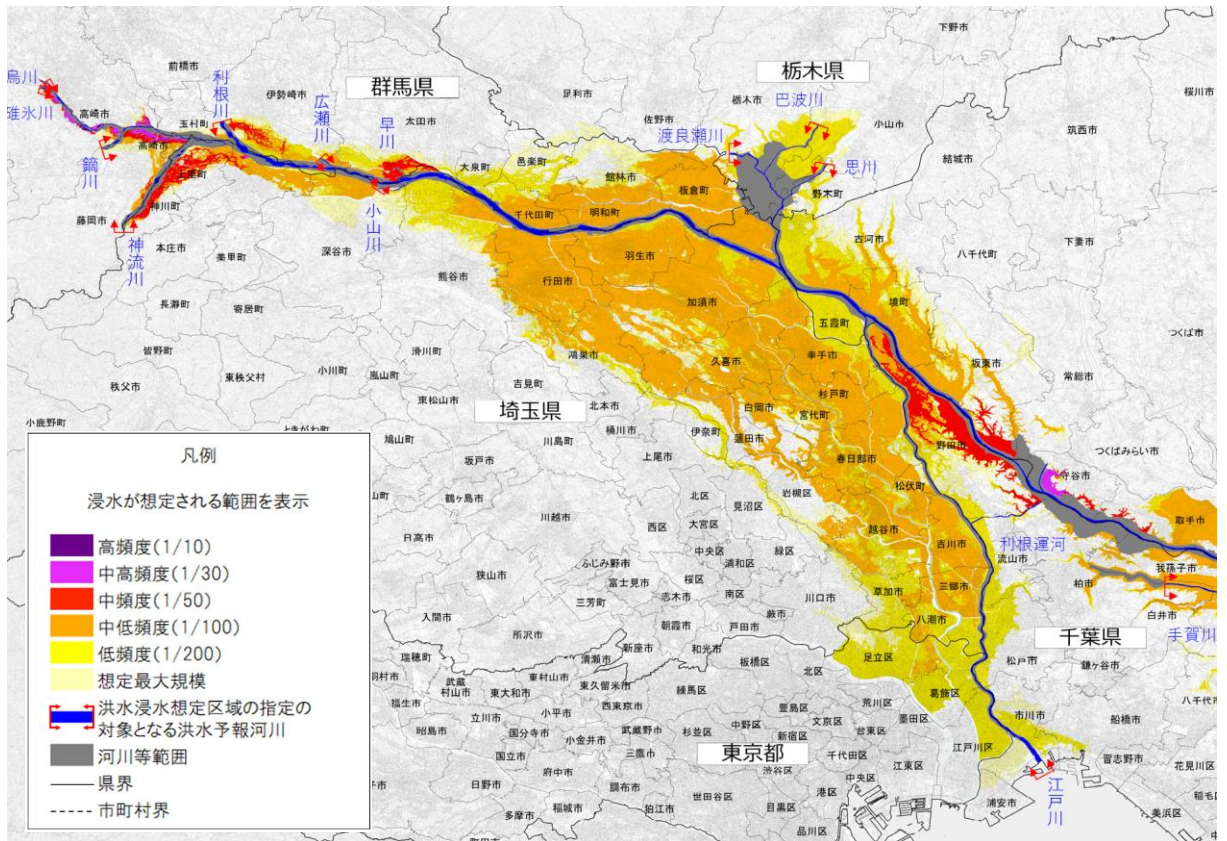 下野市
前橋市
栃木県
利根川
群馬県
足利市
栃木市
巴波川
桜川市
烏川
伊勢崎市
広瀬川
佐野市
小山市
高崎市
玉村町
早川
太田市
渡良瀬川
筑西市
碓氷川
高崎市
大泉町
邑楽町
思川
結城市
鏑川
上里町
館林市
板倉町
野木町
神川町
千代田町
明和町
藤岡市
小山川
古河市
下妻市
神流川
本庄市
深谷市
羽生市
八千代町
美里町
熊谷市
行田市
境町
長瀞町
寄居町
加須市
五霞町
つくば市
皆野町
滑川町
鴻巣市
久喜市
幸手市
坂東市
常総市
秩父市
東秩父村
小川町
嵐山町
吉見町
杉戸町
小鹿野町
ときがわ町
東松山市
埼玉県
北本市
白岡市
宮代町
鳩山町
川島町
桶川市
伊奈町
蓮田市
野田市
つくばみらい市
坂戸市
上尾市
春日部市
守谷市
鶴ヶ島市
北区
岩槻区
松伏町
取手市
川越市
西区
大宮区
見沼区
越谷市
利根運河
日高市
中央区
緑区
吉川市
流山市
我孫子市
ふじみ野市
浦和区
柏市
狭山市
富士見市
桜区
三郷市
白井市
三芳町
志木市
南区
川口市
草加市
手賀川
入間市
朝霞市
戸田市
蕨市
八潮市
千葉県
所沢市
新座市
和光市
足立区
松戸市
鎌ヶ谷市
瑞穂町
清瀬市
板橋区
北区
武蔵村山市
東村山市
東久留米市
練馬区
葛飾区
東大和市
荒川区
福生市
立川市
小平市
西東京市
豊島区
文京区
墨田区
市川市
船橋市
昭島市
国分寺市
武蔵野市
杉並区
中野区
新宿区
台東区
国立市
小金井市
三鷹市
東京都
千代田区
江戸川区
習志野市
花見川区
日野市
府中市
調布市
渋谷区
中央区
江東区
江戸川
多摩市
稲城市
狛江市
世田谷区
目黒区
港区
浦安市
美浜区
品川区
凡例
浸水が想定される範囲を表示
高頻度(1/10)
中高頻度(1/30)
中頻度(1/50)
中低頻度(1/100)
低頻度(1/200)
想定最大規模
洪水浸水想定区域の指定の
対象となる洪水予報河川
河川等範囲
県界
市町村界